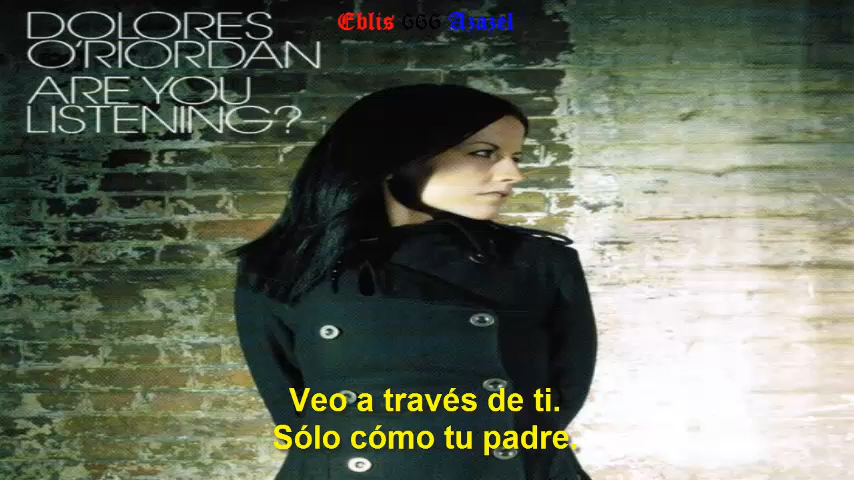 DOLORES
O'RIORDAN
ARE YOU
LISTENING?
Eblis 666 Azazel
Veo a través de ti.
Sólo cómo tu padre.